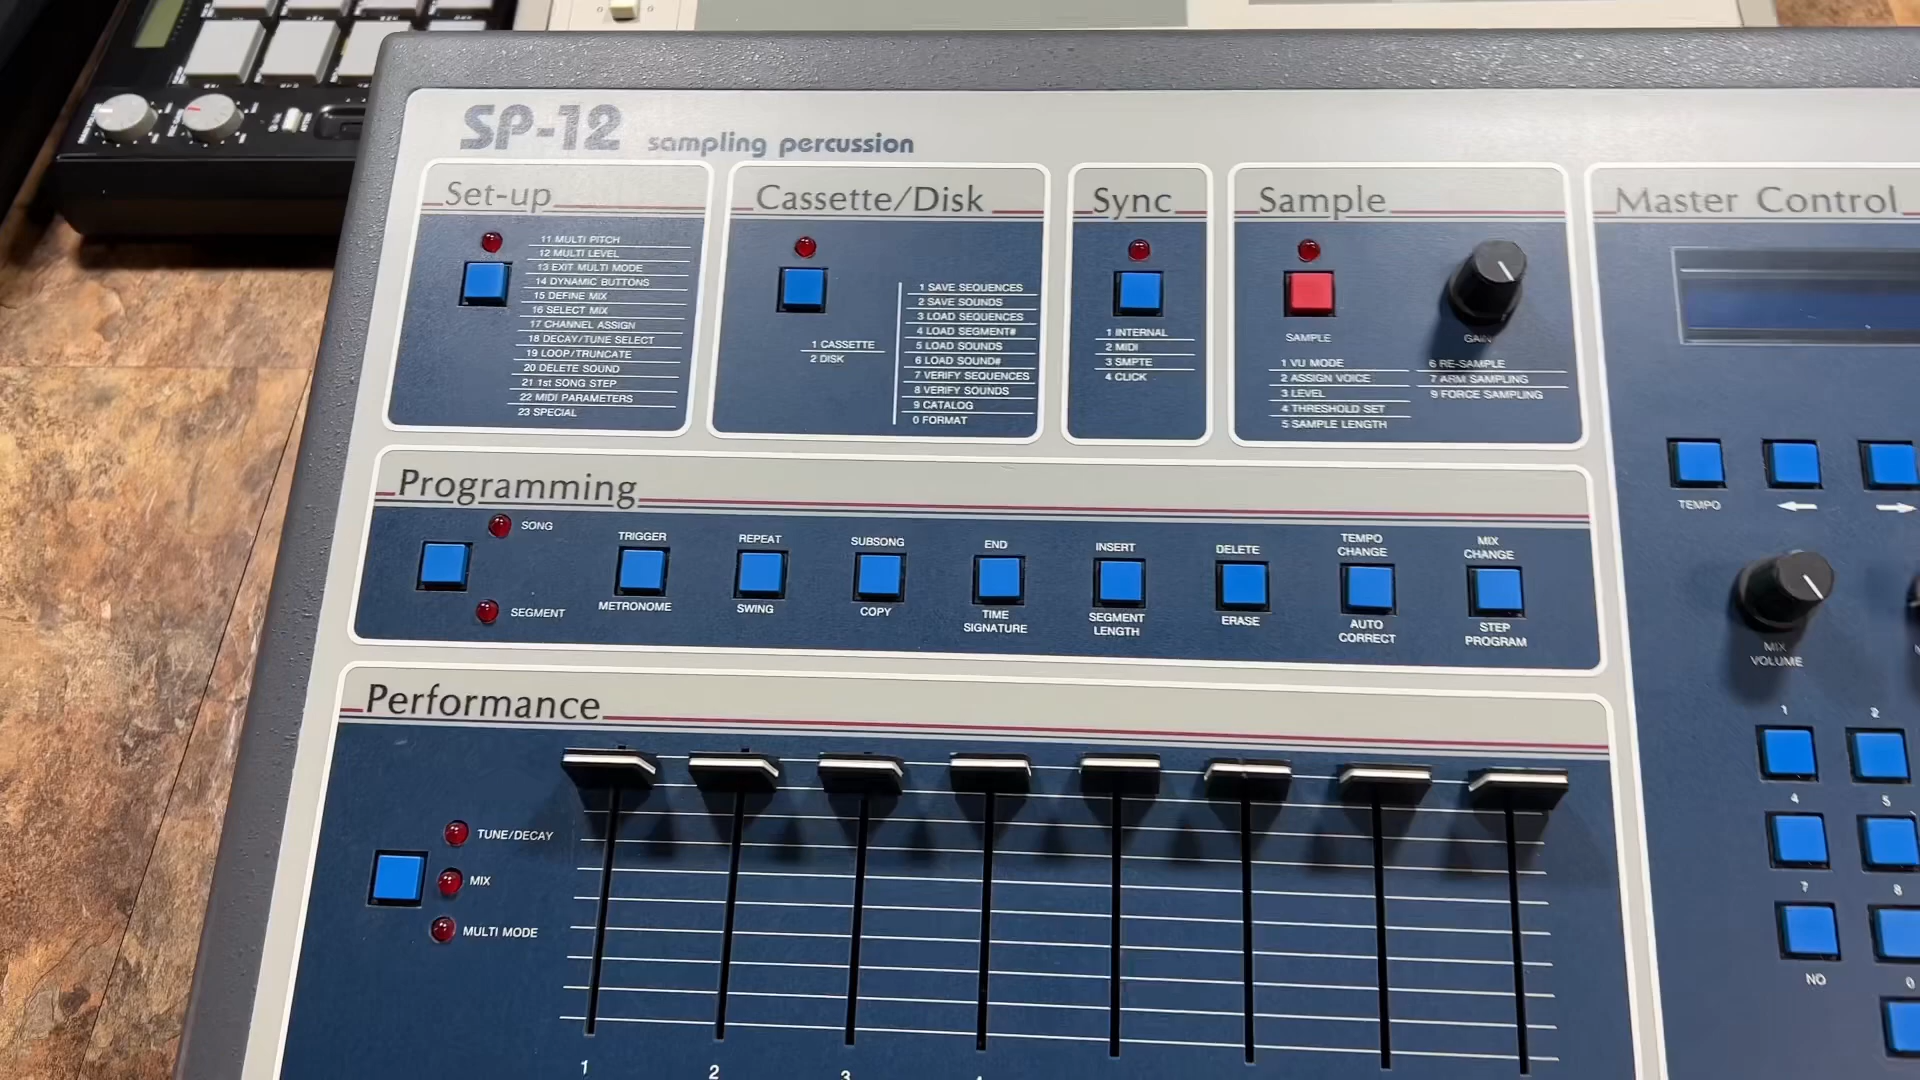 SP-12 sampling percussion
Set-up
11 MULTI PITCH
12 MULTI LEVEL
13 EXIT MULTI MODE
14 DYNAMIC BUTTONS
15 DEFINE MIX
16 SELECT MIX
17 CHANNEL ASSIGN
18 DECAY/TUNE SELECT
19 LOOP/TRUNCATE
20 DELETE SOUND
21 1st SONG STEP
22 MIDI PARAMETERS
23 SPECIAL
Cassette/Disk
1 CASSETTE
2 DISK
1 SAVE SEQUENCES
2 SAVE SOUNDS
3 LOAD SEQUENCES
4 LOAD SEGMENT#
5 LOAD SOUNDS
6 LOAD SOUND#
7 VERIFY SEQUENCES
8 VERIFY SOUNDS
9 CATALOG
0 FORMAT
Sync
1 INTERNAL
2 MIDI
3 SMPTE
4 CLICK
Sample
SAMPLE
GAIN
1 VU MODE
2 ASSIGN VOICE
3 LEVEL
4 THRESHOLD SET
5 SAMPLE LENGTH
6 RE-SAMPLE
7 ARM SAMPLING
9 FORCE SAMPLING
Master Control
TEMPO
MIX
VOLUME
1 2
4 5
7 8
NO 0
Programming
SONG
SEGMENT
TRIGGER
METRONOME
REPEAT
SWING
SUBSONG
COPY
END
TIME
SIGNATURE
INSERT
SEGMENT
LENGTH
DELETE
ERASE
TEMPO
CHANGE
AUTO
CORRECT
MIX
CHANGE
STEP
PROGRAM
Performance
TUNE/DECAY
MIX
MULTI MODE
1 2 3